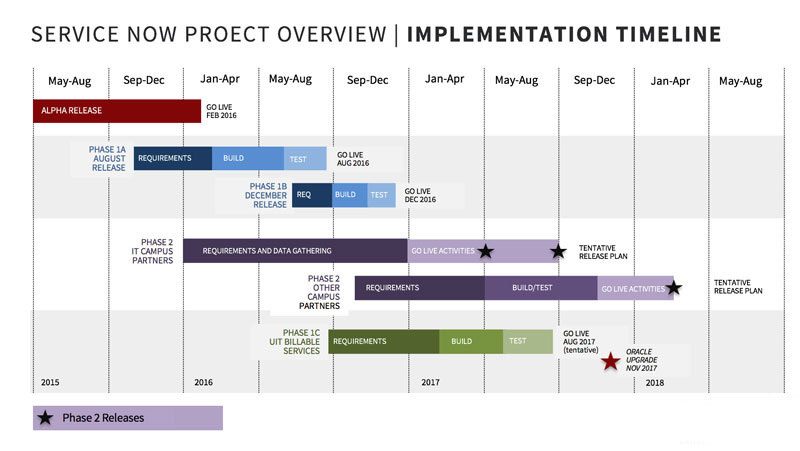 SERVICE NOW PROECT OVERVIEW | IMPLEMENTATION TIMELINE
May-Aug Sep-Dec Jan-Apr May-Aug Sep-Dec Jan-Apr May-Aug Sep-Dec Jan-Apr May-Aug
ALPHA RELEASE
GO LIVE
FEB 2016
PHASE 1A
AUGUST
RELEASE
REQUIREMENTS BUILD TEST
GO LIVE
AUG 2016
PHASE 1B
DECEMBER
RELEASE
REQ BUILD TEST
GO LIVE
DEC 2016
PHASE 2
IT CAMPUS
PARTNERS
REQUIREMENTS AND DATA GATHERING GO LIVE ACTIVITIES
TENTATIVE
RELEASE PLAN
PHASE 2
OTHER
CAMPUS
PARTNERS
REQUIREMENTS BUILD/TEST GO LIVE ACTIVITIES
TENTATIVE
RELEASE PLAN
PHASE 1C
UIT BILLABLE
SERVICES
REQUIREMENTS BUILD TEST
GO LIVE
AUG 2017
(tentative)
ORACLE
UPGRADE
NOV 2017
2015 2016 2017 2018
Phase 2 Releases